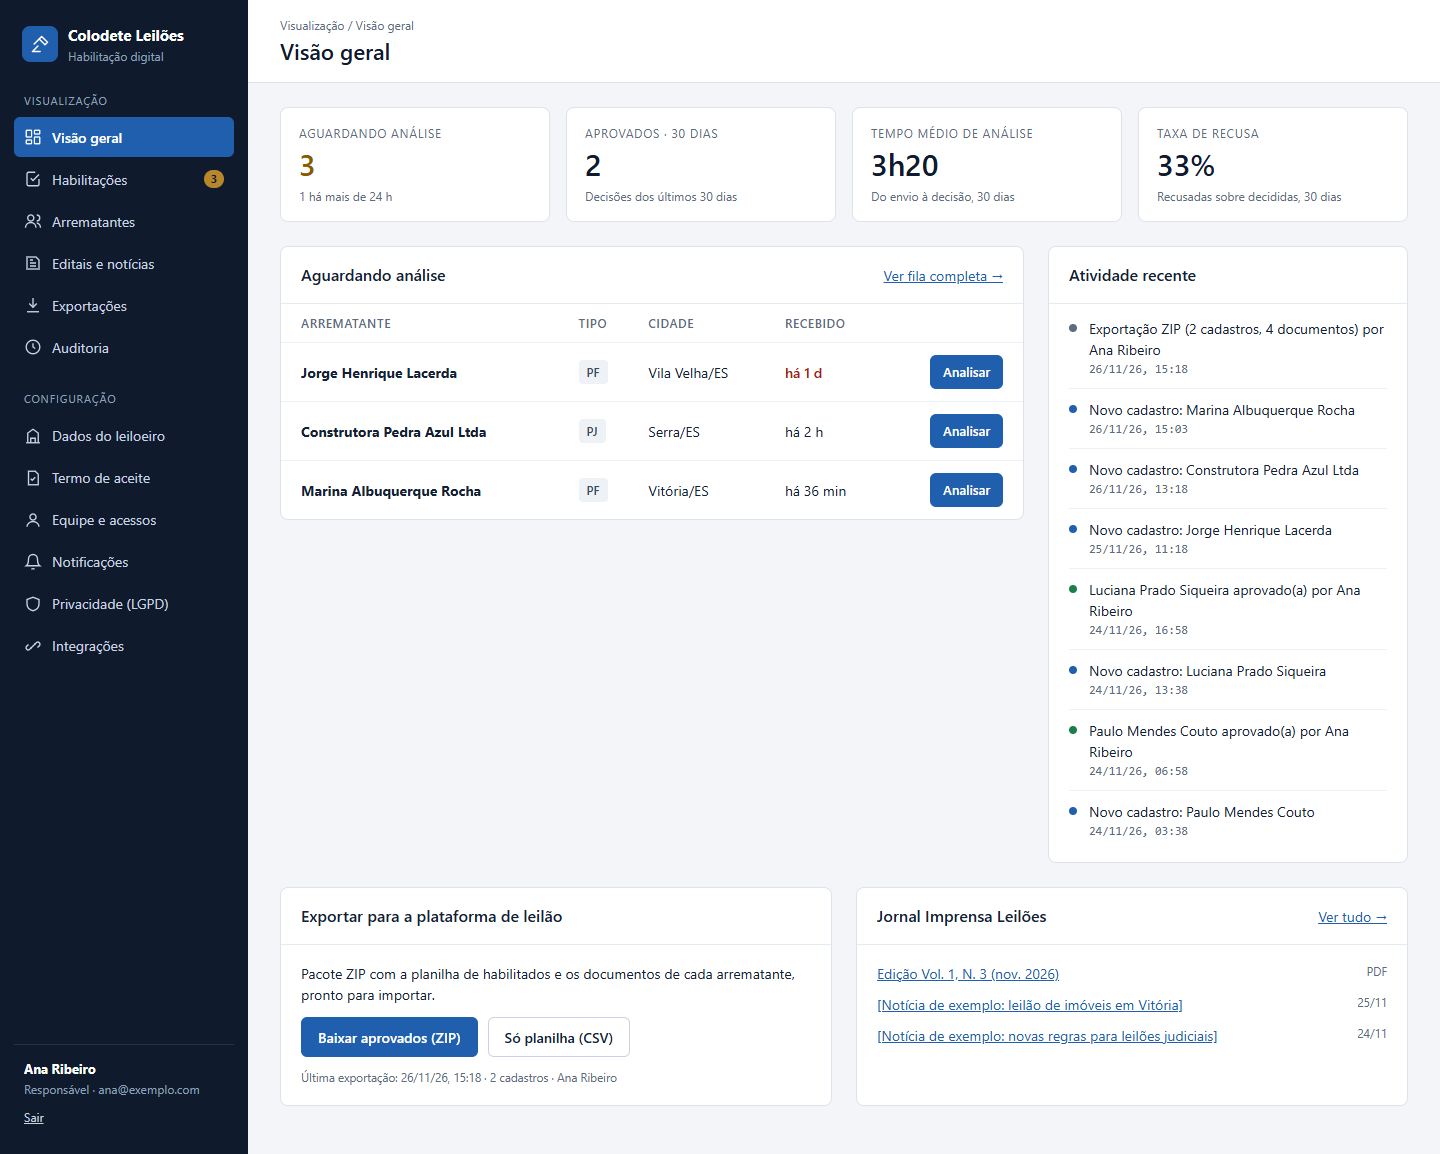 Colodete Leilões
Habilitação digital
VISUALIZAÇÃO
Visão geral
Habilitações 3
Arrematantes
Editais e notícias
Exportações
Auditoria
CONFIGURAÇÃO
Dados do leiloeiro
Termo de aceite
Equipe e acessos
Notificações
Privacidade (LGPD)
Integrações
Ana Ribeiro
Responsável · ana@exemplo.com
Sair
Visualização / Visão geral
Visão geral
AGUARDANDO ANÁLISE
3
1 há mais de 24 h
APROVADOS · 30 DIAS
2
Decisões dos últimos 30 dias
TEMPO MÉDIO DE ANÁLISE
3h20
Do envio à decisão, 30 dias
TAXA DE RECUSA
33%
Recusadas sobre decididas, 30 dias
Aguardando análise Ver fila completa →
ARREMATANTE TIPO CIDADE RECEBIDO
Jorge Henrique Lacerda PF Vila Velha/ES há 1 d Analisar
Construtora Pedra Azul Ltda PJ Serra/ES há 2 h Analisar
Marina Albuquerque Rocha PF Vitória/ES há 36 min Analisar
Atividade recente
Exportação ZIP (2 cadastros, 4 documentos) por
Ana Ribeiro
26/11/26, 15:18
Novo cadastro: Marina Albuquerque Rocha
26/11/26, 15:03
Novo cadastro: Construtora Pedra Azul Ltda
26/11/26, 13:18
Novo cadastro: Jorge Henrique Lacerda
25/11/26, 11:18
Luciana Prado Siqueira aprovado(a) por Ana
Ribeiro
24/11/26, 16:58
Novo cadastro: Luciana Prado Siqueira
24/11/26, 13:38
Paulo Mendes Couto aprovado(a) por Ana
Ribeiro
24/11/26, 06:58
Novo cadastro: Paulo Mendes Couto
24/11/26, 03:38
Exportar para a plataforma de leilão
Pacote ZIP com a planilha de habilitados e os documentos de cada arrematante,
pronto para importar.
Baixar aprovados (ZIP) Só planilha (CSV)
Última exportação: 26/11/26, 15:18 · 2 cadastros · Ana Ribeiro
Jornal Imprensa Leilões Ver tudo →
Edição Vol. 1, N. 3 (nov. 2026) PDF
[Notícia de exemplo: leilão de imóveis em Vitória] 25/11
[Notícia de exemplo: novas regras para leilões judiciais] 24/11